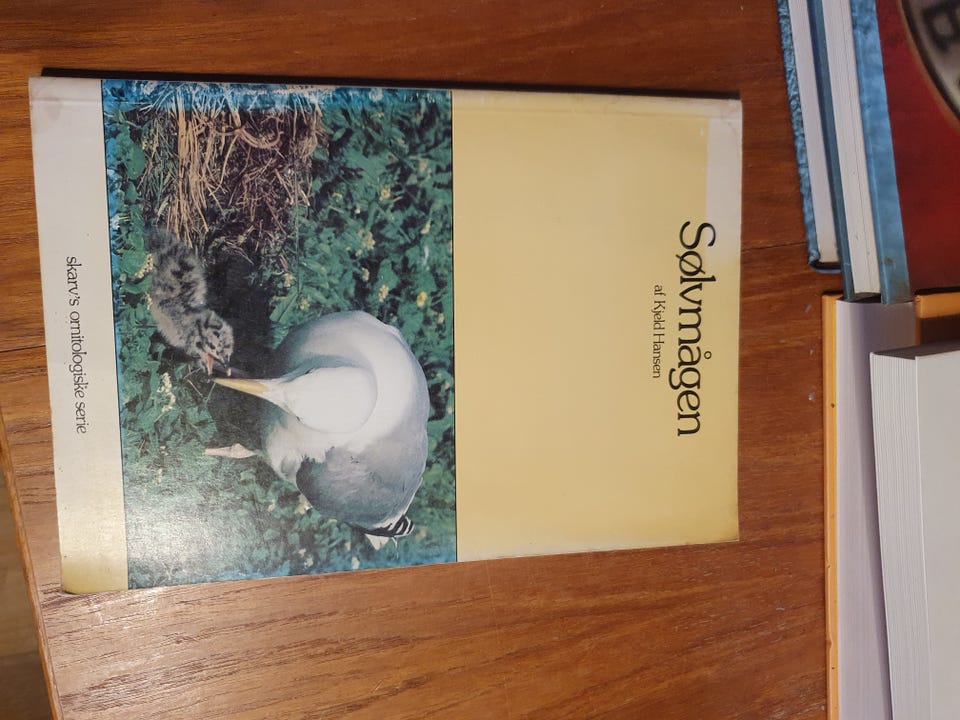 Sølvmågen
af Kjeld Hansen
skarv's ornitologiske serie
B